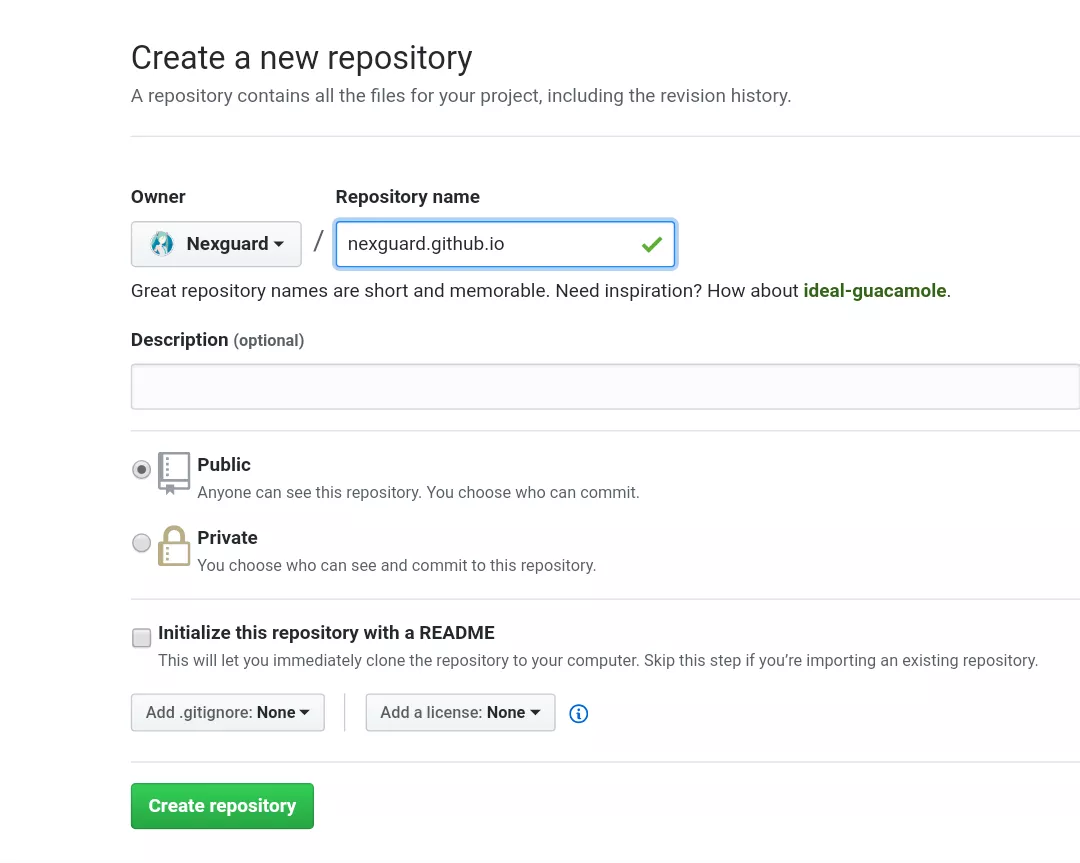 Create a new repository
A repository contains all the files for your project, including the revision history.
Owner
Repository name
Nexguard / nexguard.github.io
Great repository names are short and memorable. Need inspiration? How about ideal-guacamole.
Description (optional)
Public
Anyone can see this repository. You choose who can commit.
Private
You choose who can see and commit to this repository.
Initialize this repository with a README
This will let you immediately clone the repository to your computer. Skip this step if you’re importing an existing repository.
Add .gitignore: None
Add a license: None
Create repository